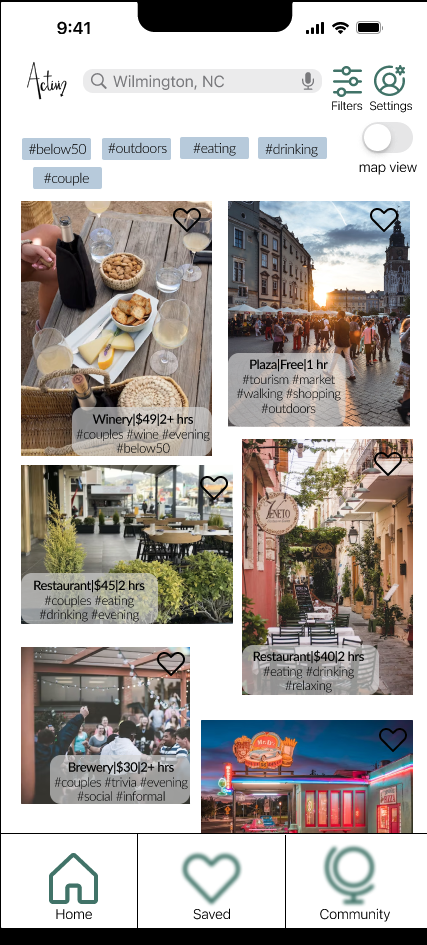 9:41
Wilmington, NC
Filters
Settings
#below50
#outdoors
#eating
#drinking
#couple
map view
Winery|$49|2+ hrs
#couples #wine #evening
#below50
Plaza|Free|1 hr
#tourism #market
#walking #shopping
#outdoors
Restaurant|$45|2 hrs
#couples #eating
#drinking #evening
VENETO
Restaurant|$40|2 hrs
#eating #drinking
#relaxing
Brewery|$30|2+ hrs
#couples #trivia #evening
#social #informal
Home
Saved
Community